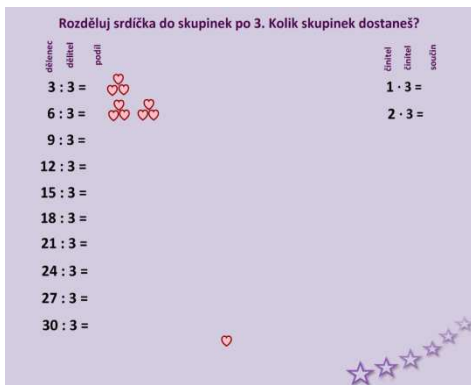 Rozděluj srdíčka do skupinek po 3. Kolik skupinek dostaneš?
dělenec dělitel podíl
činitel činitel součin
3 : 3 =
1 · 3 =
6 : 3 =
2 · 3 =
9 : 3 =
12 : 3 =
15 : 3 =
18 : 3 =
21 : 3 =
24 : 3 =
27 : 3 =
30 : 3 =